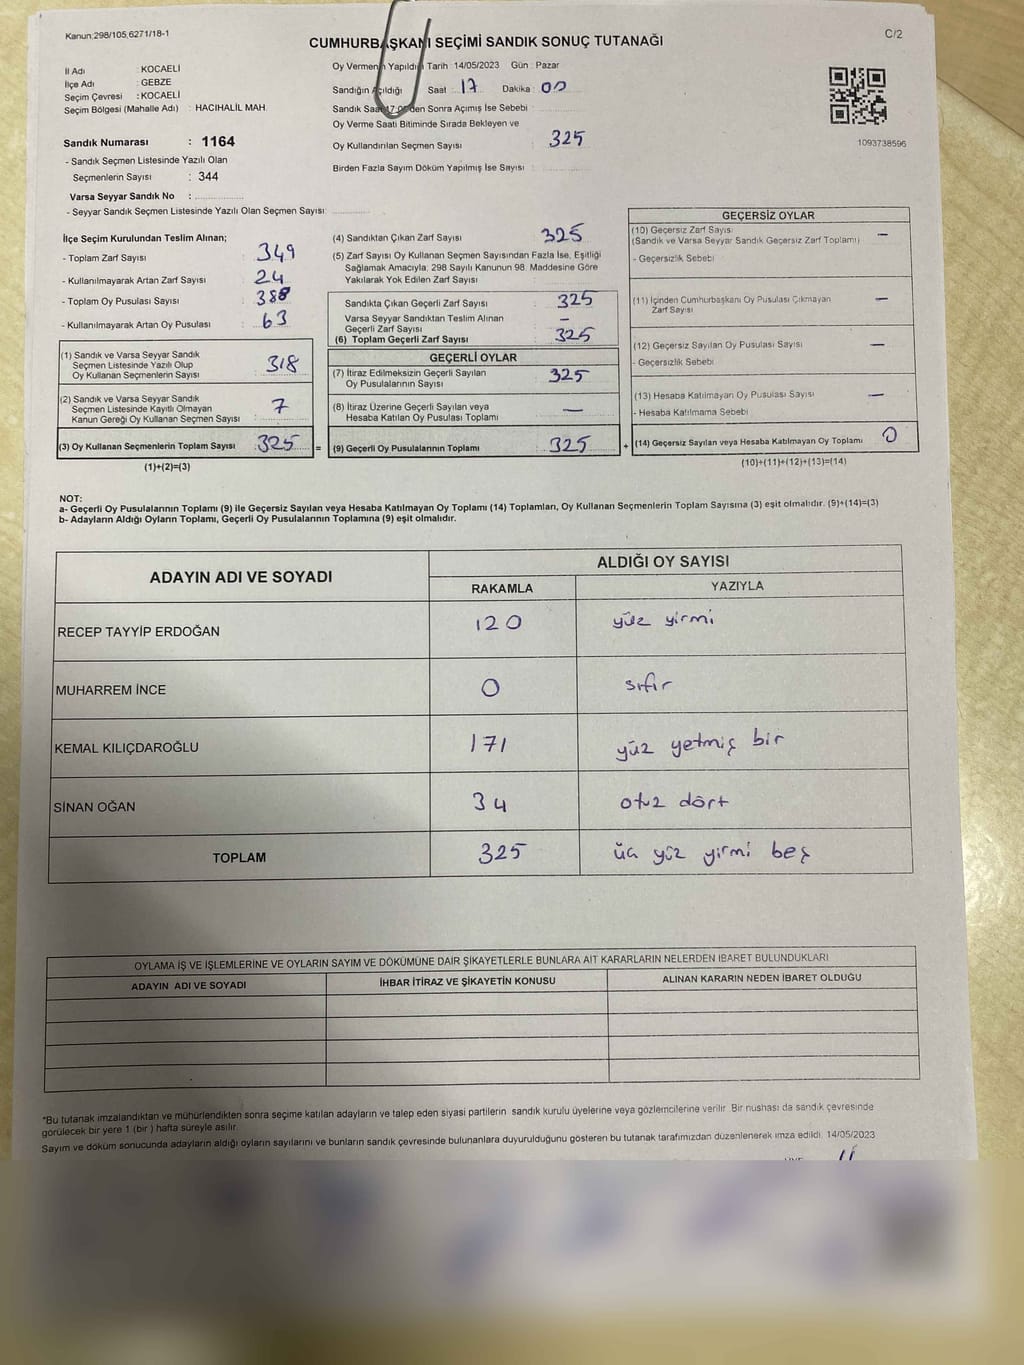 Kanun:298/105,6271/18-1
C/2
CUMHURBAŞKANI SEÇİMİ SANDIK SONUÇ TUTANAĞI
İl Adı : KOCAELİ
İlçe Adı : GEBZE
Seçim Çevresi : KOCAELİ
Seçim Bölgesi (Mahalle Adı) : HACIHALİL MAH.
Oy Vermenin Yapıldığı Tarih :14/05/2023 Gün : Pazar
Sandığın Açıldığı Saat : 17 Dakika : 00
Sandık Saat 17:00'den Sonra Açımış İse Sebebi :
Oy Verme Saati Bitiminde Sırada Bekleyen ve
Oy Kullandırılan Seçmen Sayısı : 325
Birden Fazla Sayım Döküm Yapılmış İse Sayısı :
1093738596
Sandık Numarası : 1164
- Sandık Seçmen Listesinde Yazılı Olan
Seçmenlerin Sayısı : 344
Varsa Seyyar Sandık No :
- Seyyar Sandık Seçmen Listesinde Yazılı Olan Seçmen Sayısı:
İlçe Seçim Kurulundan Teslim Alınan;
- Toplam Zarf Sayısı : 349
- Kullanılmayarak Artan Zarf Sayısı : 24
- Toplam Oy Pusulası Sayısı : 388
- Kullanılmayarak Artan Oy Pusulası : 63
(1) Sandık ve Varsa Seyyar Sandık
Seçmen Listesinde Yazılı Olup
Oy Kullanan Seçmenlerin Sayısı : 318
(2) Sandık ve Varsa Seyyar Sandık
Seçmen Listesinde Kayıtlı Olmayan
Kanun Gereği Oy Kullanan Seçmen Sayısı : 7
(3) Oy Kullanan Seçmenlerin Toplam Sayısı : 325 =
(1)+(2)=(3)
(4) Sandıktan Çıkan Zarf Sayısı : 325
(5) Zarf Sayısı Oy Kullanan Seçmen Sayısından Fazla İse, Eşitliği
Sağlamak Amacıyla; 298 Sayılı Kanunun 98. Maddesine Göre
Yakılarak Yok Edilen Zarf Sayısı :
Sandıkta Çıkan Geçerli Zarf Sayısı : 325
Varsa Seyyar Sandıktan Teslim Alınan
Geçerli Zarf Sayısı : –
(6) Toplam Geçerli Zarf Sayısı : 325
GEÇERLİ OYLAR
(7) İtiraz Edilmeksizin Geçerli Sayılan
Oy Pusulalarının Sayısı : 325
(8) İtiraz Üzerine Geçerli Sayılan veya
Hesaba Katılan Oy Pusulası Toplamı : –
(9) Geçerli Oy Pusulalarının Toplamı : 325 +
GEÇERSİZ OYLAR
(10) Geçersiz Zarf Sayısı : –
(Sandık ve Varsa Seyyar Sandık Geçersiz Zarf Toplamı)
- Geçersizlik Sebebi :
(11) İçinden Cumhurbaşkanı Oy Pusulası Çıkmayan
Zarf Sayısı : –
(12) Geçersiz Sayılan Oy Pusulası Sayısı : –
- Geçersizlik Sebebi :
(13) Hesaba Katılmayan Oy Pusulası Sayısı : –
- Hesaba Katılmama Sebebi :
(14) Geçersiz Sayılan veya Hesaba Katılmayan Oy Toplamı : 0
(10)+(11)+(12)+(13)=(14)
NOT:
a- Geçerli Oy Pusulalarının Toplamı (9) ile Geçersiz Sayılan veya Hesaba Katılmayan Oy Toplamı (14) Toplamları, Oy Kullanan Seçmenlerin Toplam Sayısına (3) eşit olmalıdır. (9)+(14)=(3)
b- Adayların Aldığı Oyların Toplamı, Geçerli Oy Pusulalarının Toplamına (9) eşit olmalıdır.
ADAYIN ADI VE SOYADI
ALDIĞI OY SAYISI
RAKAMLA YAZIYLA
RECEP TAYYİP ERDOĞAN 120 yüz yirmi
MUHARREM İNCE 0 sıfır
KEMAL KILIÇDAROĞLU 171 yüz yetmiş bir
SİNAN OĞAN 34 otuz dört
TOPLAM 325 üç yüz yirmi beş
OYLAMA İŞ VE İŞLEMLERİNE VE OYLARIN SAYIM VE DÖKÜMÜNE DAİR ŞİKAYETLERLE BUNLARA AİT KARARLARIN NELERDEN İBARET BULUNDUKLARI
ADAYIN ADI VE SOYADI İHBAR İTİRAZ VE ŞİKAYETİN KONUSU ALINAN KARARIN NEDEN İBARET OLDUĞU
*Bu tutanak imzalandıktan ve mühürlendikten sonra seçime katılan adayların ve talep eden siyasi partilerin sandık kurulu üyelerine veya gözlemcilerine verilir. Bir nushası da sandık çevresinde
görülecek bir yere 1 (bir ) hafta süreyle asılır.
Sayım ve döküm sonucunda adayların aldığı oyların sayılarını ve bunların sandık çevresinde bulunanlara duyurulduğunu gösteren bu tutanak tarafımızdan düzenlenerek imza edildi. 14/05/2023